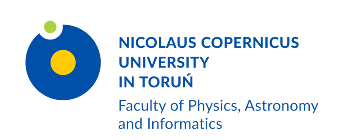 NICOLAUS COPERNICUS
UNIVERSITY
IN TORUŃ
Faculty of Physics, Astronomy
and Informatics